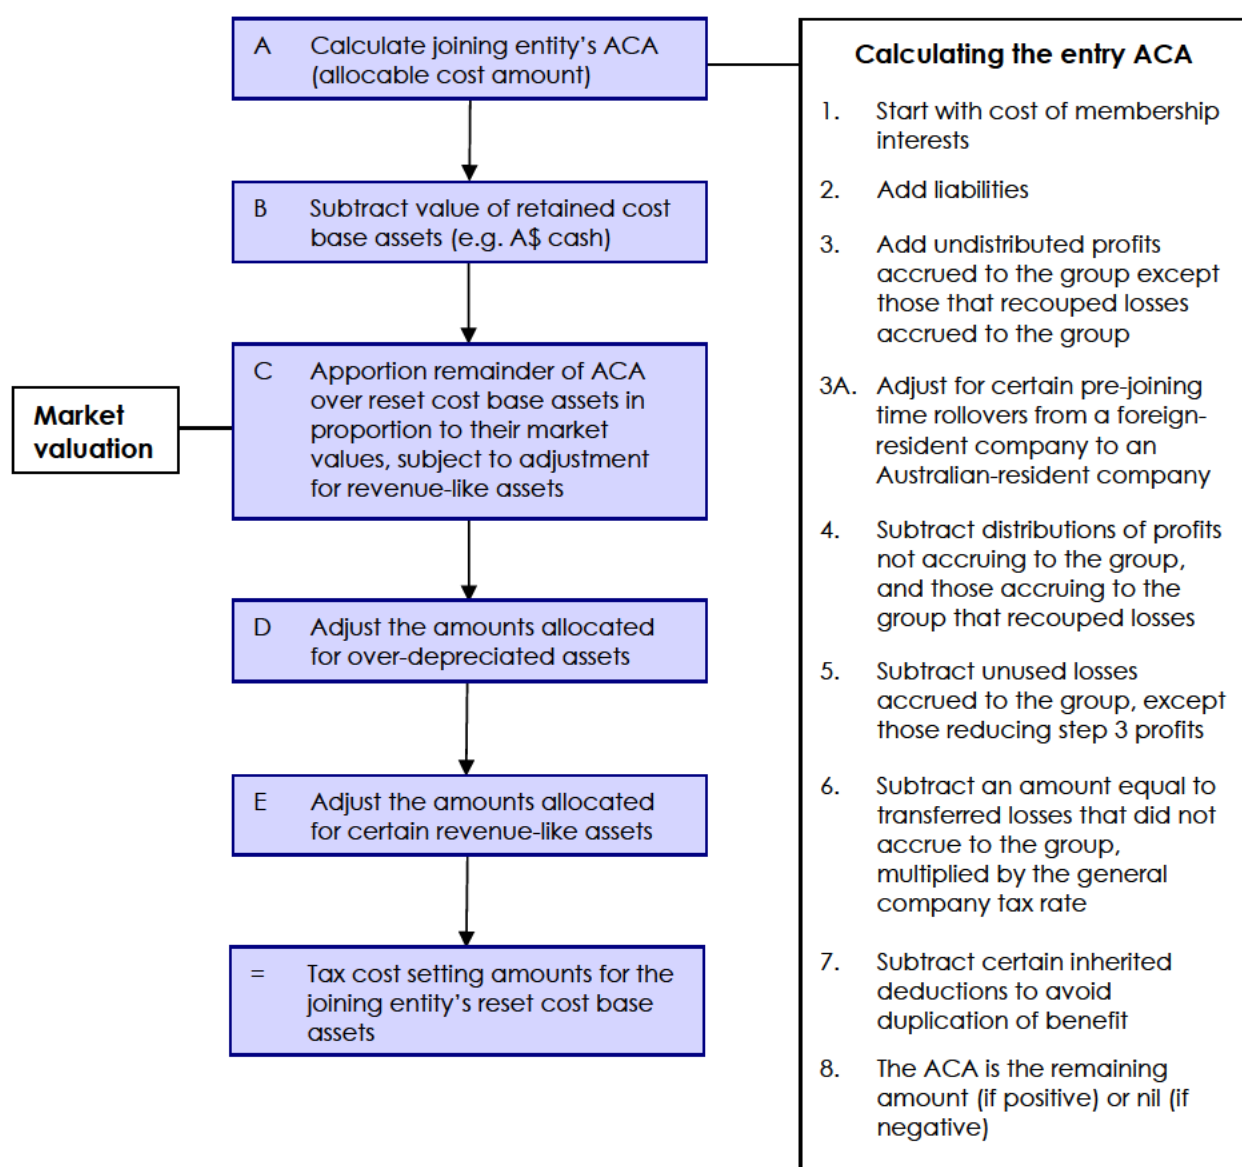 A Calculate joining entity's ACA
(allocable cost amount)
B Subtract value of retained cost
base assets (e.g. A$ cash)
Market
valuation
C Apportion remainder of ACA
over reset cost base assets in
proportion to their market
values, subject to adjustment
for revenue-like assets
D Adjust the amounts allocated
for over-depreciated assets
E Adjust the amounts allocated
for certain revenue-like assets
= Tax cost setting amounts for the
joining entity's reset cost base
assets
Calculating the entry ACA
1. Start with cost of membership
interests
2. Add liabilities
3. Add undistributed profits
accrued to the group except
those that recouped losses
accrued to the group
3A. Adjust for certain pre-joining
time rollovers from a foreign-
resident company to an
Australian-resident company
4. Subtract distributions of profits
not accruing to the group,
and those accruing to the
group that recouped losses
5. Subtract unused losses
accrued to the group, except
those reducing step 3 profits
6. Subtract an amount equal to
transferred losses that did not
accrue to the group,
multiplied by the general
company tax rate
7. Subtract certain inherited
deductions to avoid
duplication of benefit
8. The ACA is the remaining
amount (if positive) or nil (if
negative)